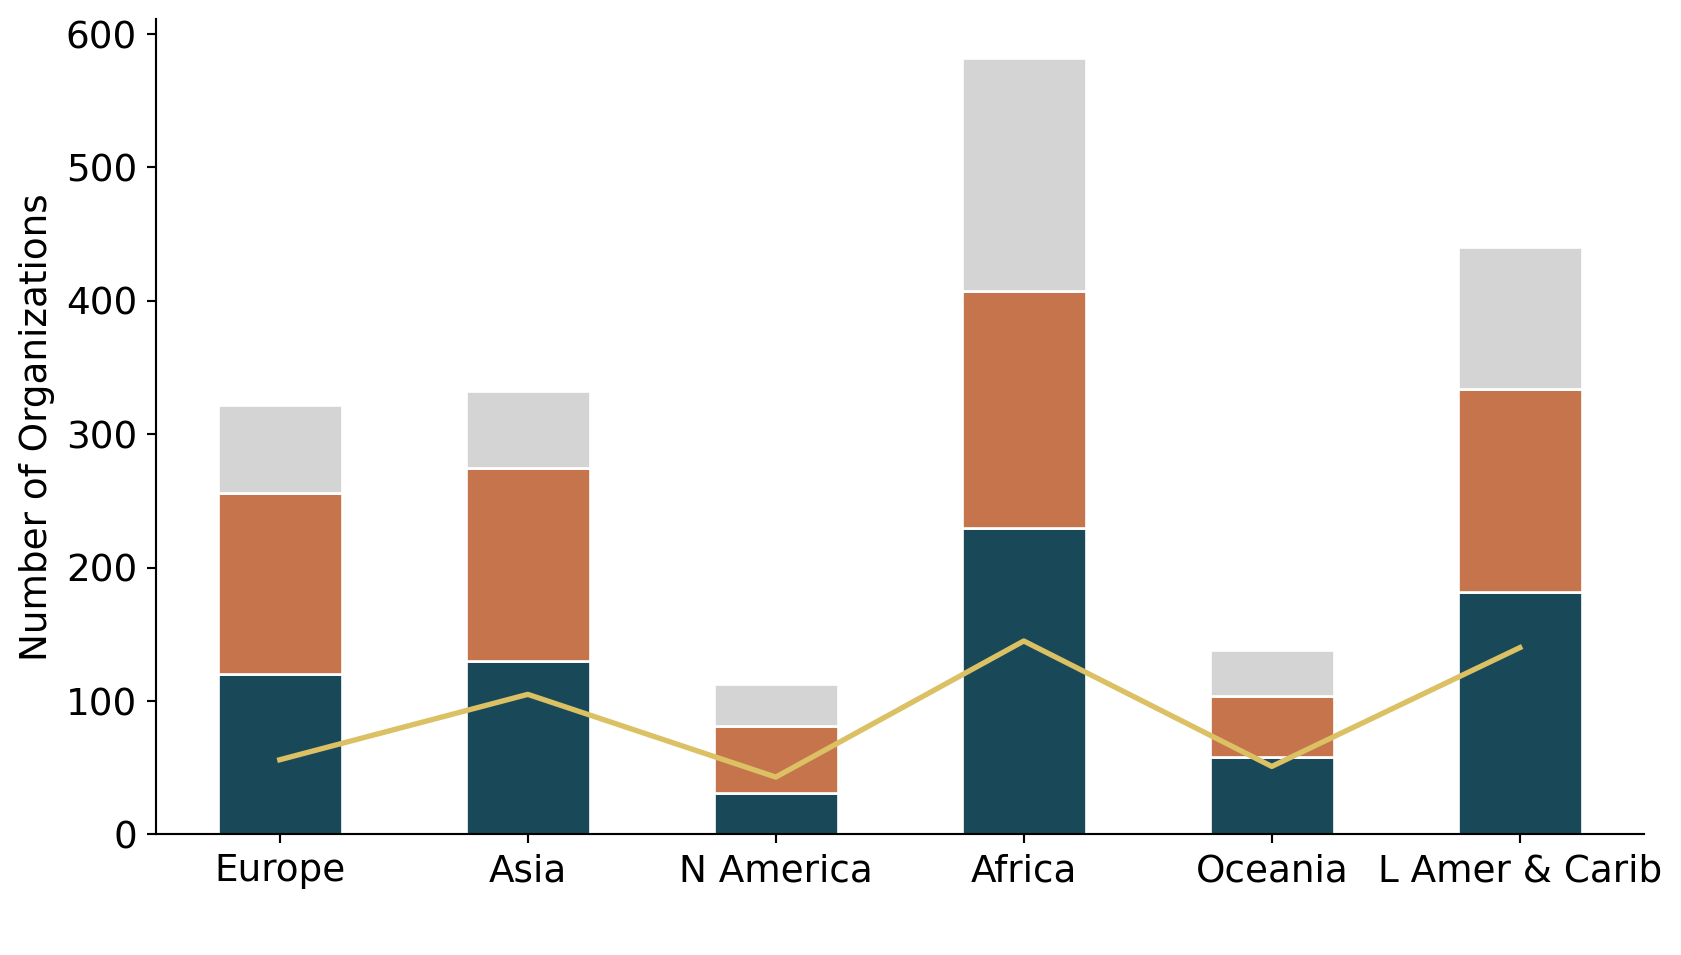 600
500
400
300
200
100
0
Number of Organizations
Europe
Asia
N America
Africa
Oceania
L Amer & Carib